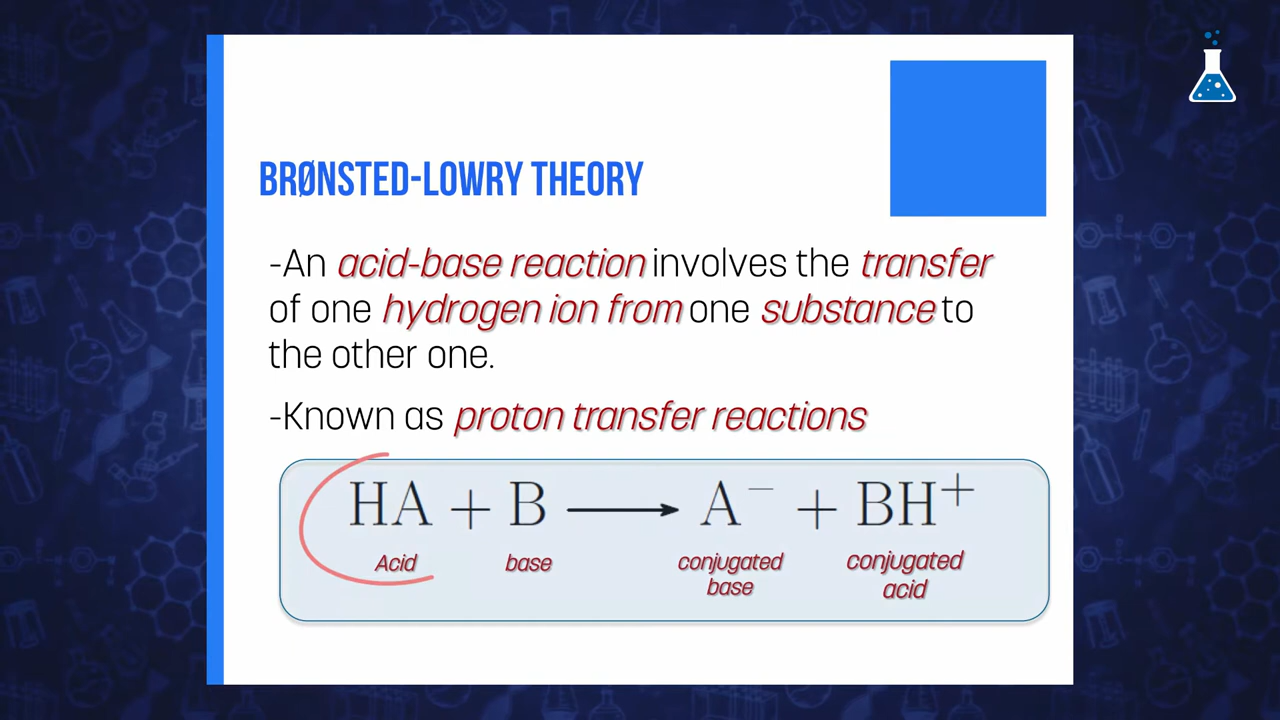 BRØNSTED-LOWRY THEORY
-An acid-base reaction involves the transfer
of one hydrogen ion from one substance to
the other one.
-Known as proton transfer reactions
HA + B ⟶ A⁻ + BH⁺
Acid base conjugated base conjugated acid